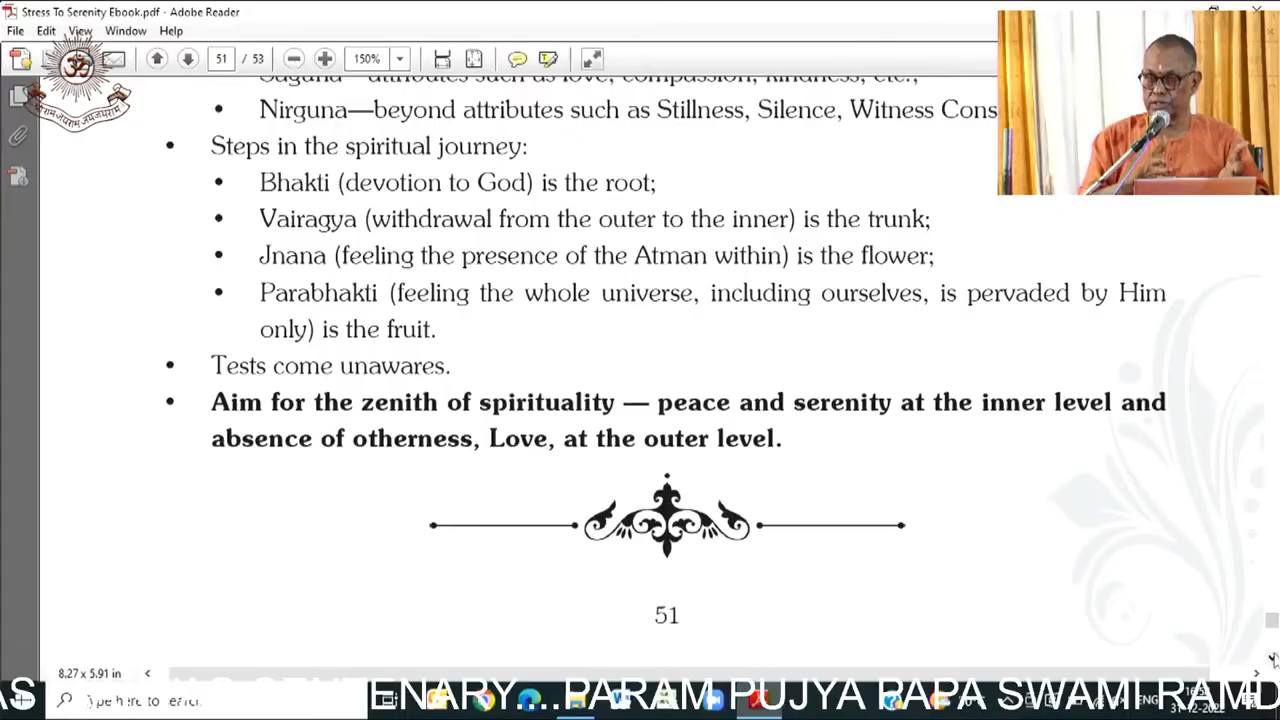 Stress To Serenity Ebook.pdf - Adobe Reader
File Edit View Window Help
51 / 53 150%
Nirguna—beyond attributes such as Stillness, Silence, Witness
• Steps in the spiritual journey:
• Bhakti (devotion to God) is the root;
• Vairagya (withdrawal from the outer to the inner) is the trunk;
• Jnana (feeling the presence of the Atman within) is the flower;
• Parabhakti (feeling the whole universe, including ourselves, is pervaded by Him
only) is the fruit.
• Tests come unawares.
• Aim for the zenith of spirituality — peace and serenity at the inner level and
absence of otherness, Love, at the outer level.
51
8.27 x 5.91 in
CENTENARY....PARAM PUJYA PAPA SWAMI RAMD
ENG
31-12-2022